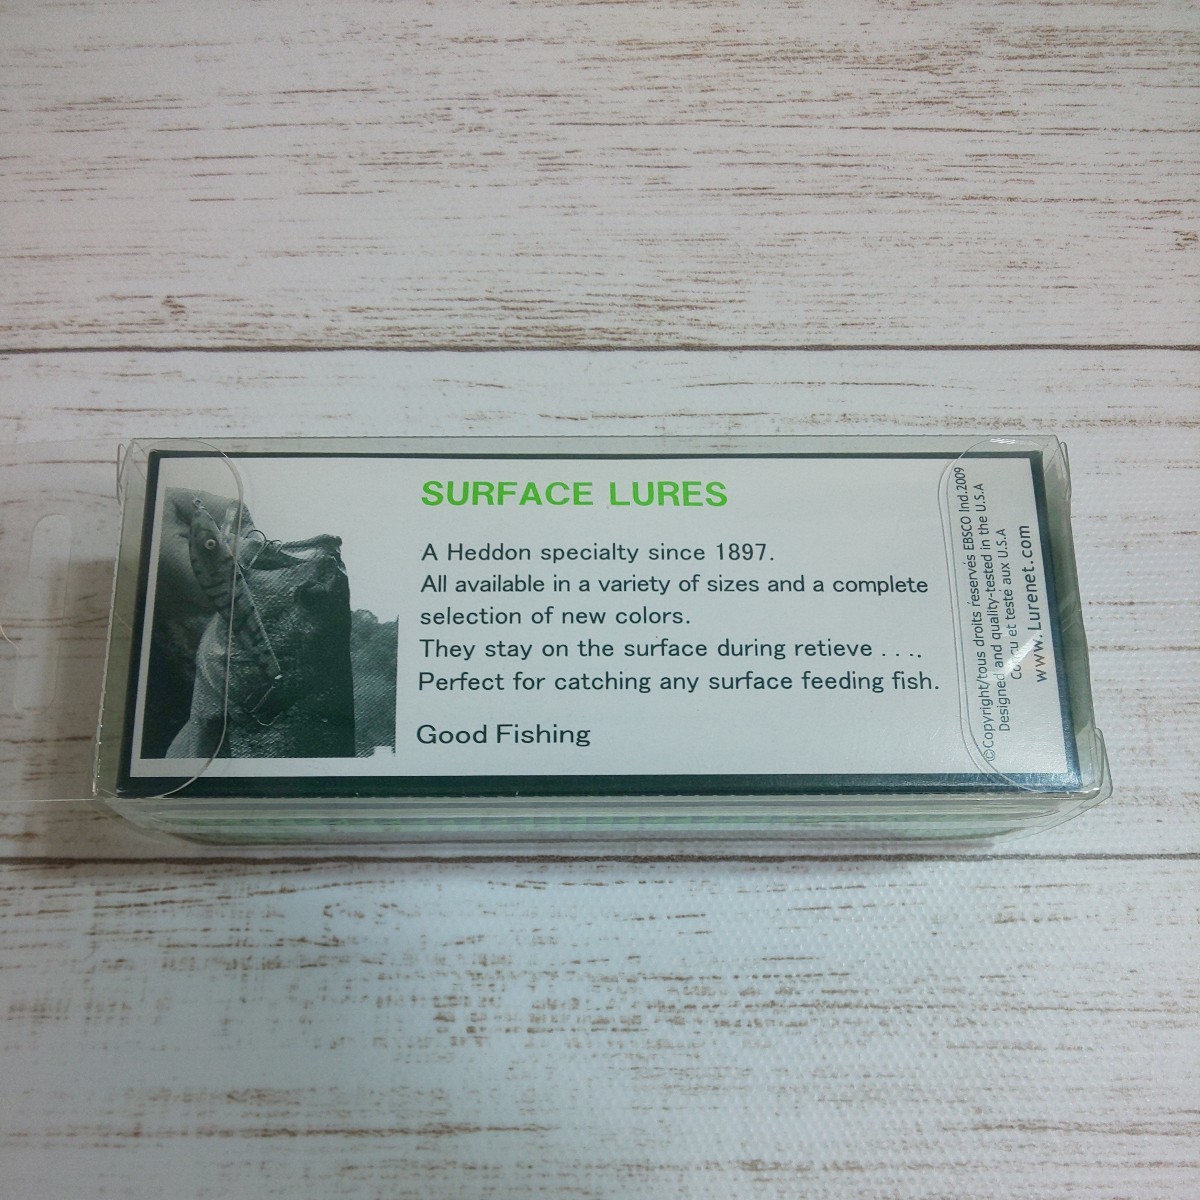 SURFACE LURES
A Heddon specialty since 1897.
All available in a variety of sizes and a complete
selection of new colors.
They stay on the surface during retieve . . ..
Perfect for catching any surface feeding fish.
Good Fishing
©Copyright/tous droits reservés EBSCO Ind.2009
Designed and quality-tested in the U.S.A
et testé aux U.S.A
www.Lurenet.com